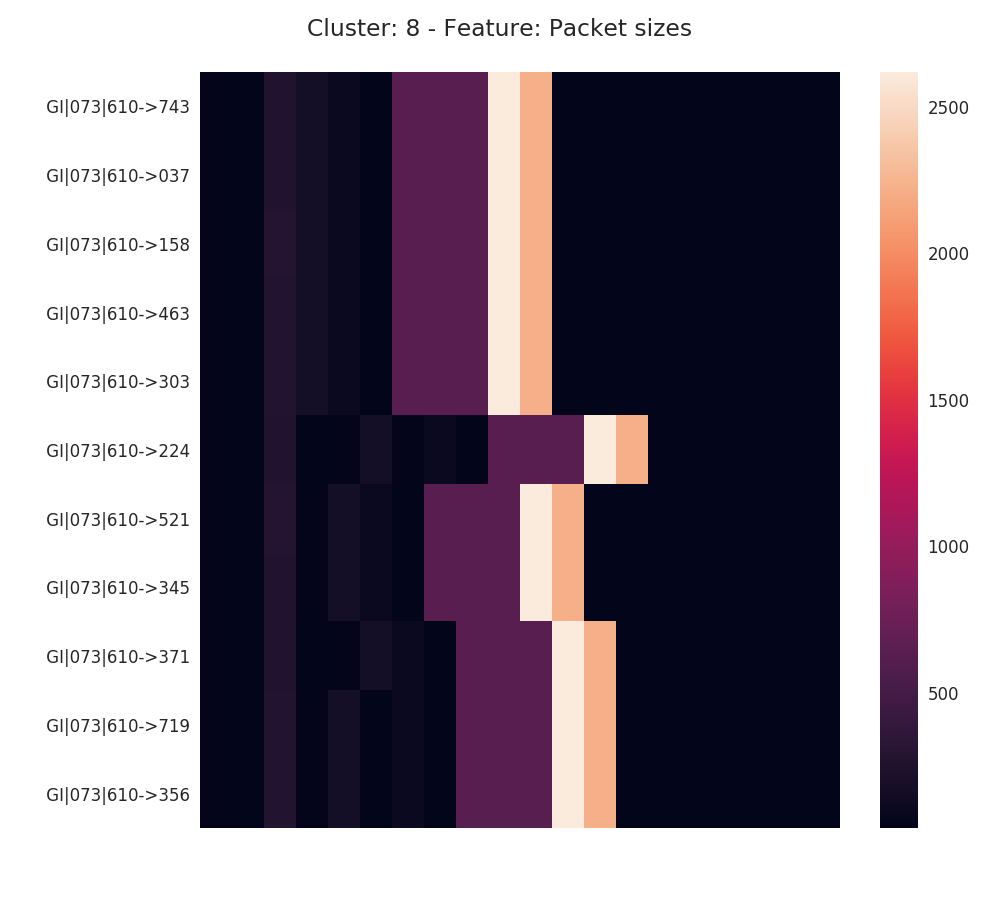 Cluster: 8 - Feature: Packet sizes
GI|073|610->743
GI|073|610->037
GI|073|610->158
GI|073|610->463
GI|073|610->303
GI|073|610->224
GI|073|610->521
GI|073|610->345
GI|073|610->371
GI|073|610->719
GI|073|610->356
2500
2000
1500
1000
500